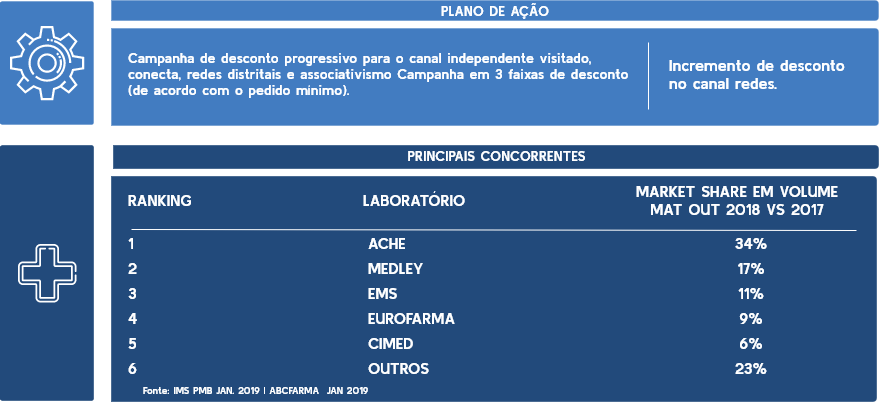 PLANO DE AÇÃO
Campanha de desconto progressivo para o canal independente visitado,
conecta, redes distritais e associativismo Campanha em 3 faixas de desconto
(de acordo com o pedido mínimo).
Incremento de desconto
no canal redes.
PRINCIPAIS CONCORRENTES
RANKING LABORATÓRIO MARKET SHARE EM VOLUME
MAT OUT 2018 VS 2017
1 ACHE 34%
2 MEDLEY 17%
3 EMS 11%
4 EUROFARMA 9%
5 CIMED 6%
6 OUTROS 23%
Fonte: IMS PMB JAN. 2019 | ABCFARMA JAN 2019